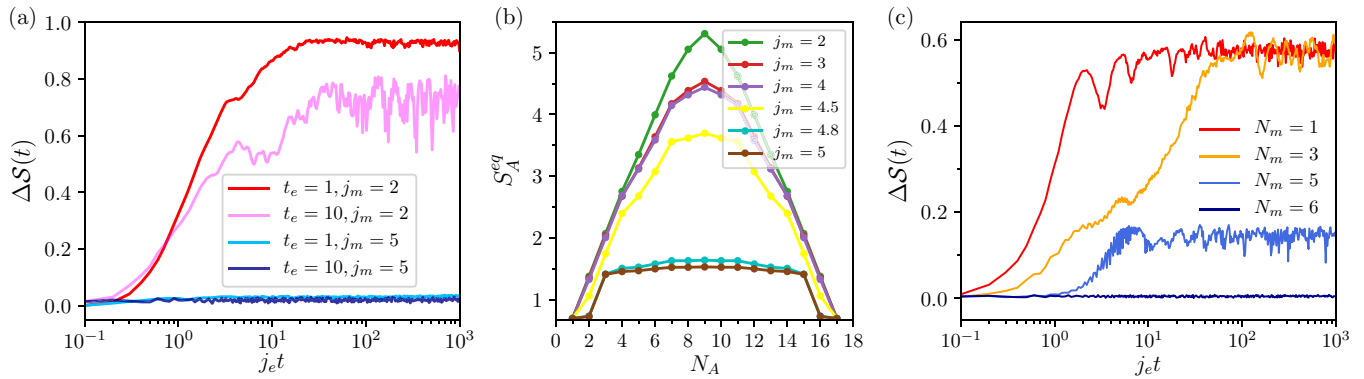 (a)
ΔS(t)
1.0
0.8
0.6
0.4
0.2
0.0
t_e = 1, j_m = 2
t_e = 10, j_m = 2
t_e = 1, j_m = 5
t_e = 10, j_m = 5
10^{-1} 10^0 10^1 10^2 10^3
j_e t
(b)
S_A^{eq}
5
4
3
2
1
j_m = 2
j_m = 3
j_m = 4
j_m = 4.5
j_m = 4.8
j_m = 5
0 2 4 6 8 10 12 14 16 18
N_A
(c)
ΔS(t)
0.6
0.4
0.2
0.0
N_m = 1
N_m = 3
N_m = 5
N_m = 6
10^{-1} 10^0 10^1 10^2 10^3
j_e t